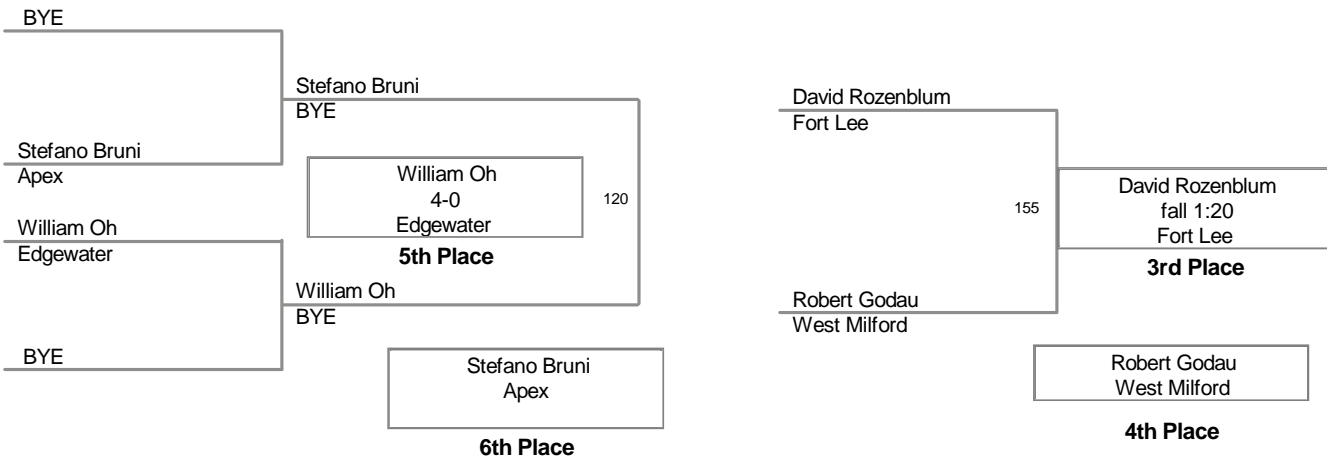 BYE
Stefano Bruni
BYE
Stefano Bruni
Apex
William Oh
4-0
Edgewater
120
William Oh
Edgewater
5th Place
William Oh
BYE
BYE
Stefano Bruni
Apex
6th Place
David Rozenblum
Fort Lee
155
David Rozenblum
fall 1:20
Fort Lee
3rd Place
Robert Godau
West Milford
Robert Godau
West Milford
4th Place